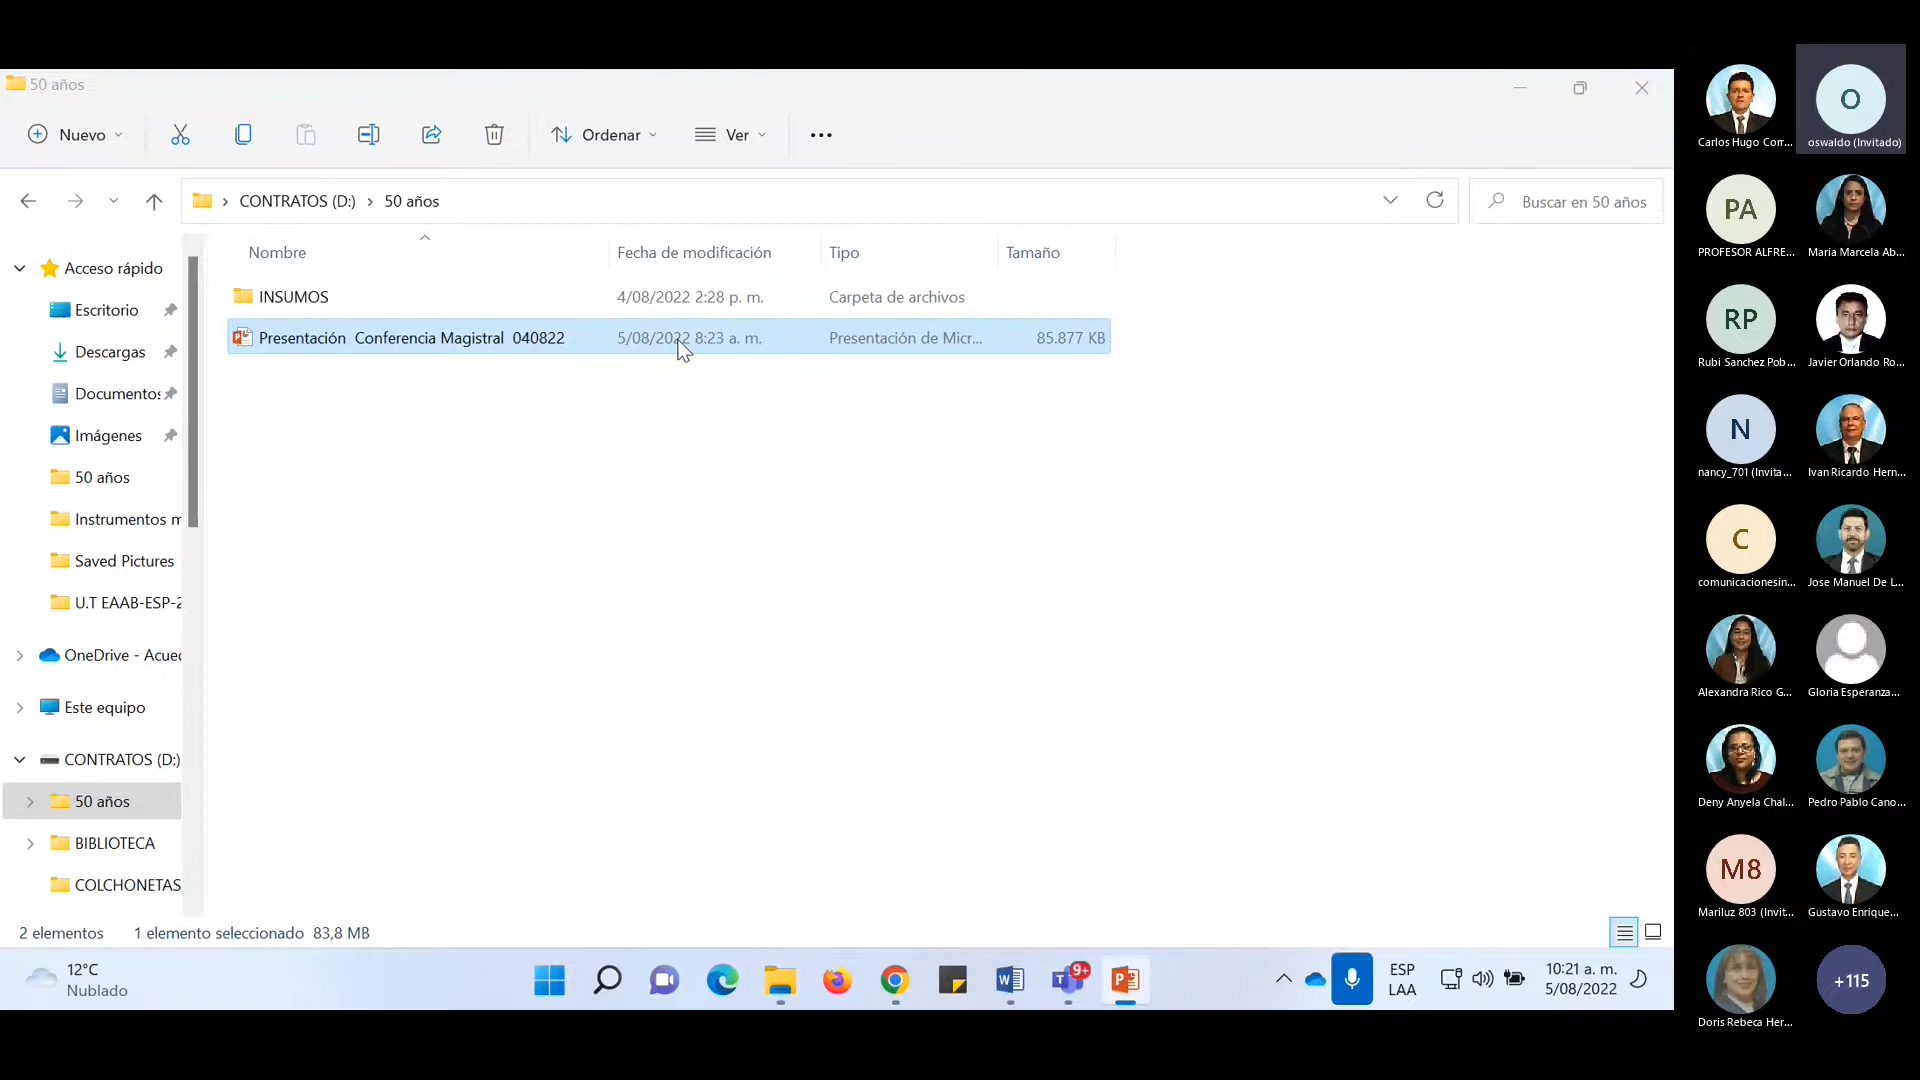 50 años
Nuevo
Ordenar
Ver
CONTRATOS (D:)
50 años
Buscar en 50 años
Nombre
Fecha de modificación
Tipo
Tamaño
INSUMOS
4/08/2022 2:28 p. m.
Carpeta de archivos
Presentación Conferencia Magistral 040822
5/08/2022 8:23 a. m.
Presentación de Micr...
85.877 KB
Acceso rápido
Escritorio
Descargas
Documentos
Imágenes
50 años
Instrumentos m
Saved Pictures
U.T EAAB-ESP-2
OneDrive - Acuec
Este equipo
CONTRATOS (D:)
50 años
BIBLIOTECA
COLCHONETAS
2 elementos
1 elemento seleccionado 83,8 MB
12°C
Nublado
9+
ESP
LAA
10:21 a. m.
5/08/2022
Carlos Hugo Corr...
O
oswaldo (Invitado)
PA
PROFESOR ALFRE...
Maria Marcela Ab...
RP
Rubi Sanchez Pob...
Javier Orlando Ro...
N
nancy_701 (Invita...
Ivan Ricardo Hern...
C
comunicacionesin...
Jose Manuel De L...
Alexandra Rico G...
Gloria Esperanza...
Deny Anyela Chal...
Pedro Pablo Cano...
M8
Mariluz 803 (Invit...
Gustavo Enrique...
Doris Rebeca Her...
+115